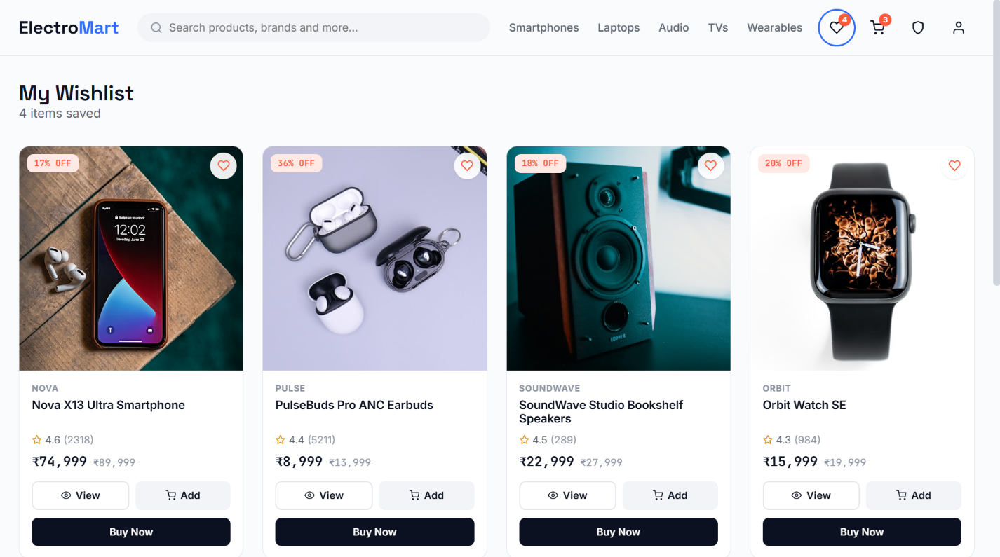 ElectroMart
Search products, brands and more...
Smartphones
Laptops
Audio
TVs
Wearables
4
3
My Wishlist
4 items saved
17% OFF
Swipe up to unlock
12:02
Tuesday, June 23
NOVA
Nova X13 Ultra Smartphone
4.6 (2318)
₹74,999 ₹89,999
View
Add
Buy Now
36% OFF
PULSE
PulseBuds Pro ANC Earbuds
4.4 (5211)
₹8,999 ₹13,999
View
Add
Buy Now
18% OFF
EDIFIER
SOUNDWAVE
SoundWave Studio Bookshelf
Speakers
4.5 (289)
₹22,999 ₹27,999
View
Add
Buy Now
20% OFF
ORBIT
Orbit Watch SE
4.3 (984)
₹15,999 ₹19,999
View
Add
Buy Now